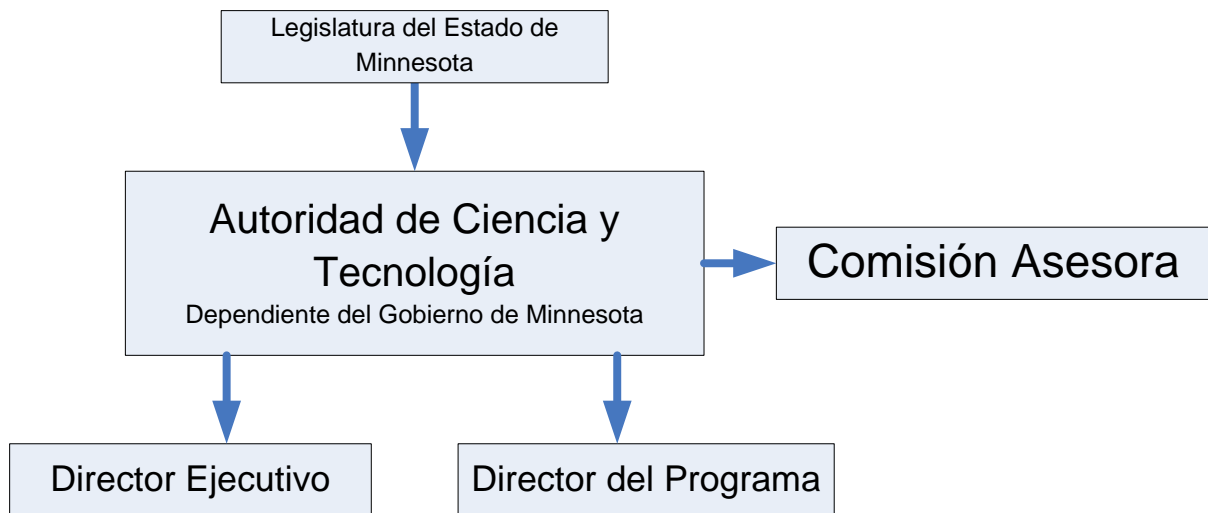 Legislatura del Estado de
Minnesota
Autoridad de Ciencia y
Tecnología
Dependiente del Gobierno de Minnesota
Comisión Asesora
Director Ejecutivo
Director del Programa